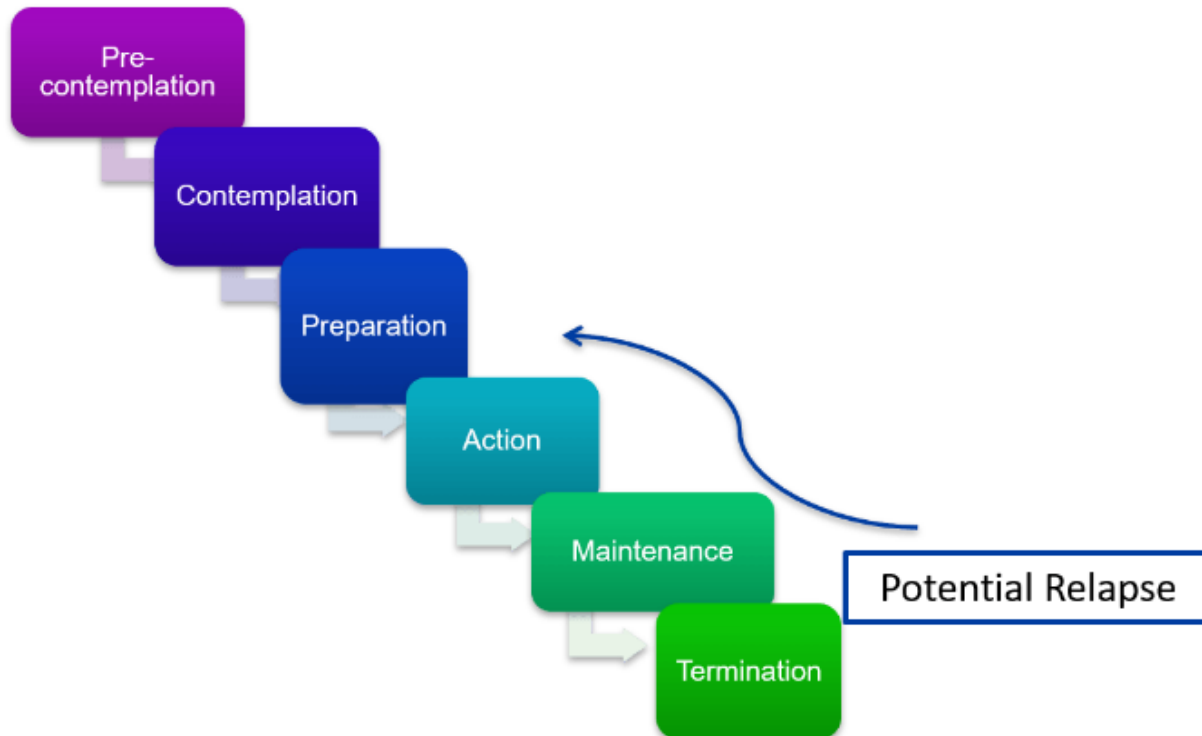 Pre-
contemplation
Contemplation
Preparation
Action
Maintenance
Potential Relapse
Termination